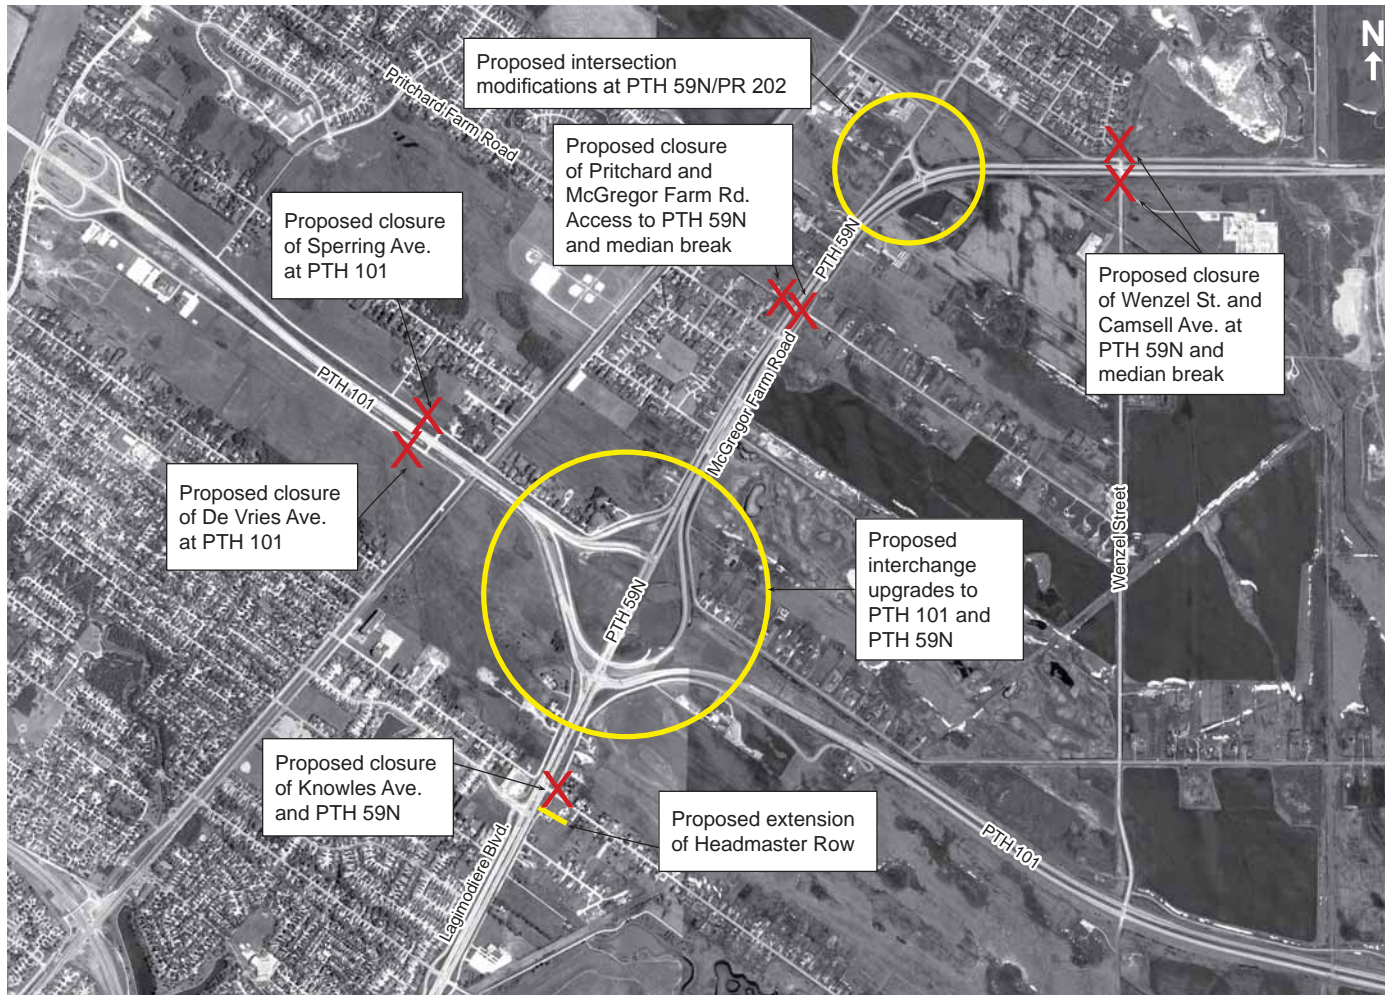 N
Proposed intersection
modifications at PTH 59N/PR 202
Pritchard Farm Road
Proposed closure
of Pritchard and
McGregor Farm Rd.
Access to PTH 59N
and median break
Proposed closure
of Sperring Ave.
at PTH 101
PTH 59N
Proposed closure
of Wenzel St. and
Camsell Ave. at
PTH 59N and
median break
PTH 101
McGregor Farm Road
Proposed closure
of De Vries Ave.
at PTH 101
Wenzel Street
Proposed
interchange
upgrades to
PTH 101 and
PTH 59N
PTH 59N
Proposed closure
of Knowles Ave.
and PTH 59N
Proposed extension
of Headmaster Row
Lagimodiere Blvd.
PTH 101